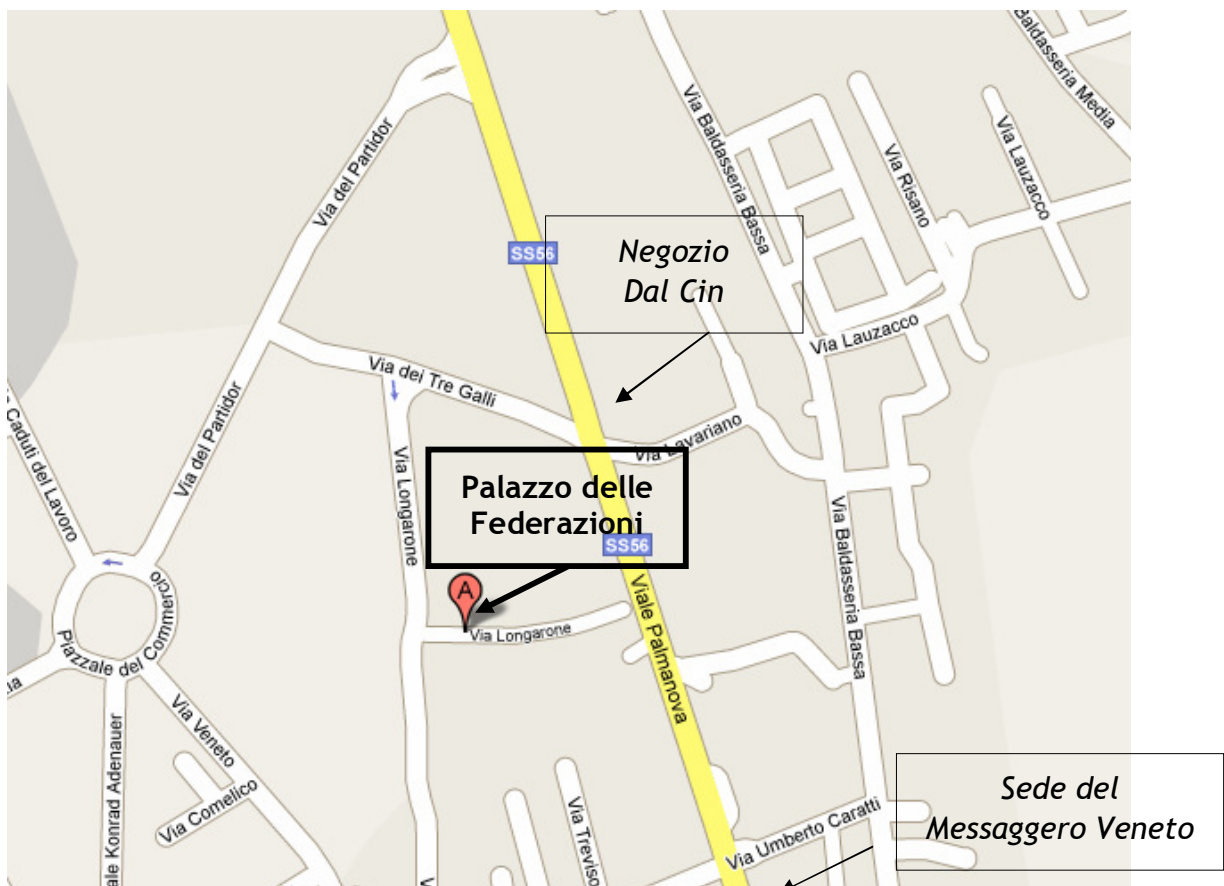 Baldasseria Media
Via Baldasseria Bassa
Via del Partidor
Via Risano
Via Lauzacco
SS56
Negozio
Dal Cin
Via Lauzacco
Via dei Tre Galli
Via Lavariano
Caduti del Lavoro
Via del Partidor
Via Longarone
Palazzo delle
Federazioni
SS56
Via Baldasseria Bassa
A
Via Longarone
Viale Palmanova
Piazzale del Commercio
Via Veneto
ale Konrad Adenauer
Via Comelico
Via Treviso
Via Umberto Caratti
Sede del
Messaggero Veneto